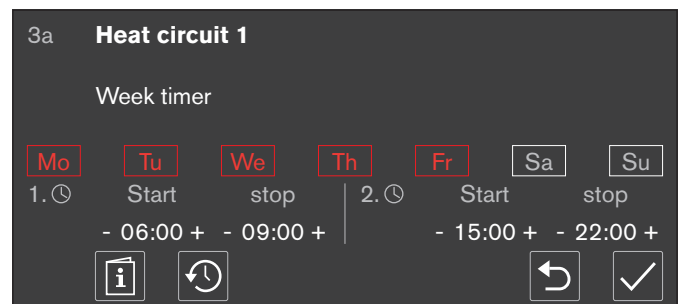 3a Heat circuit 1
Week timer
Mo Tu We Th Fr Sa Su
1. Start stop 2. Start stop
- 06:00 + - 09:00 + - 15:00 + - 22:00 +
i